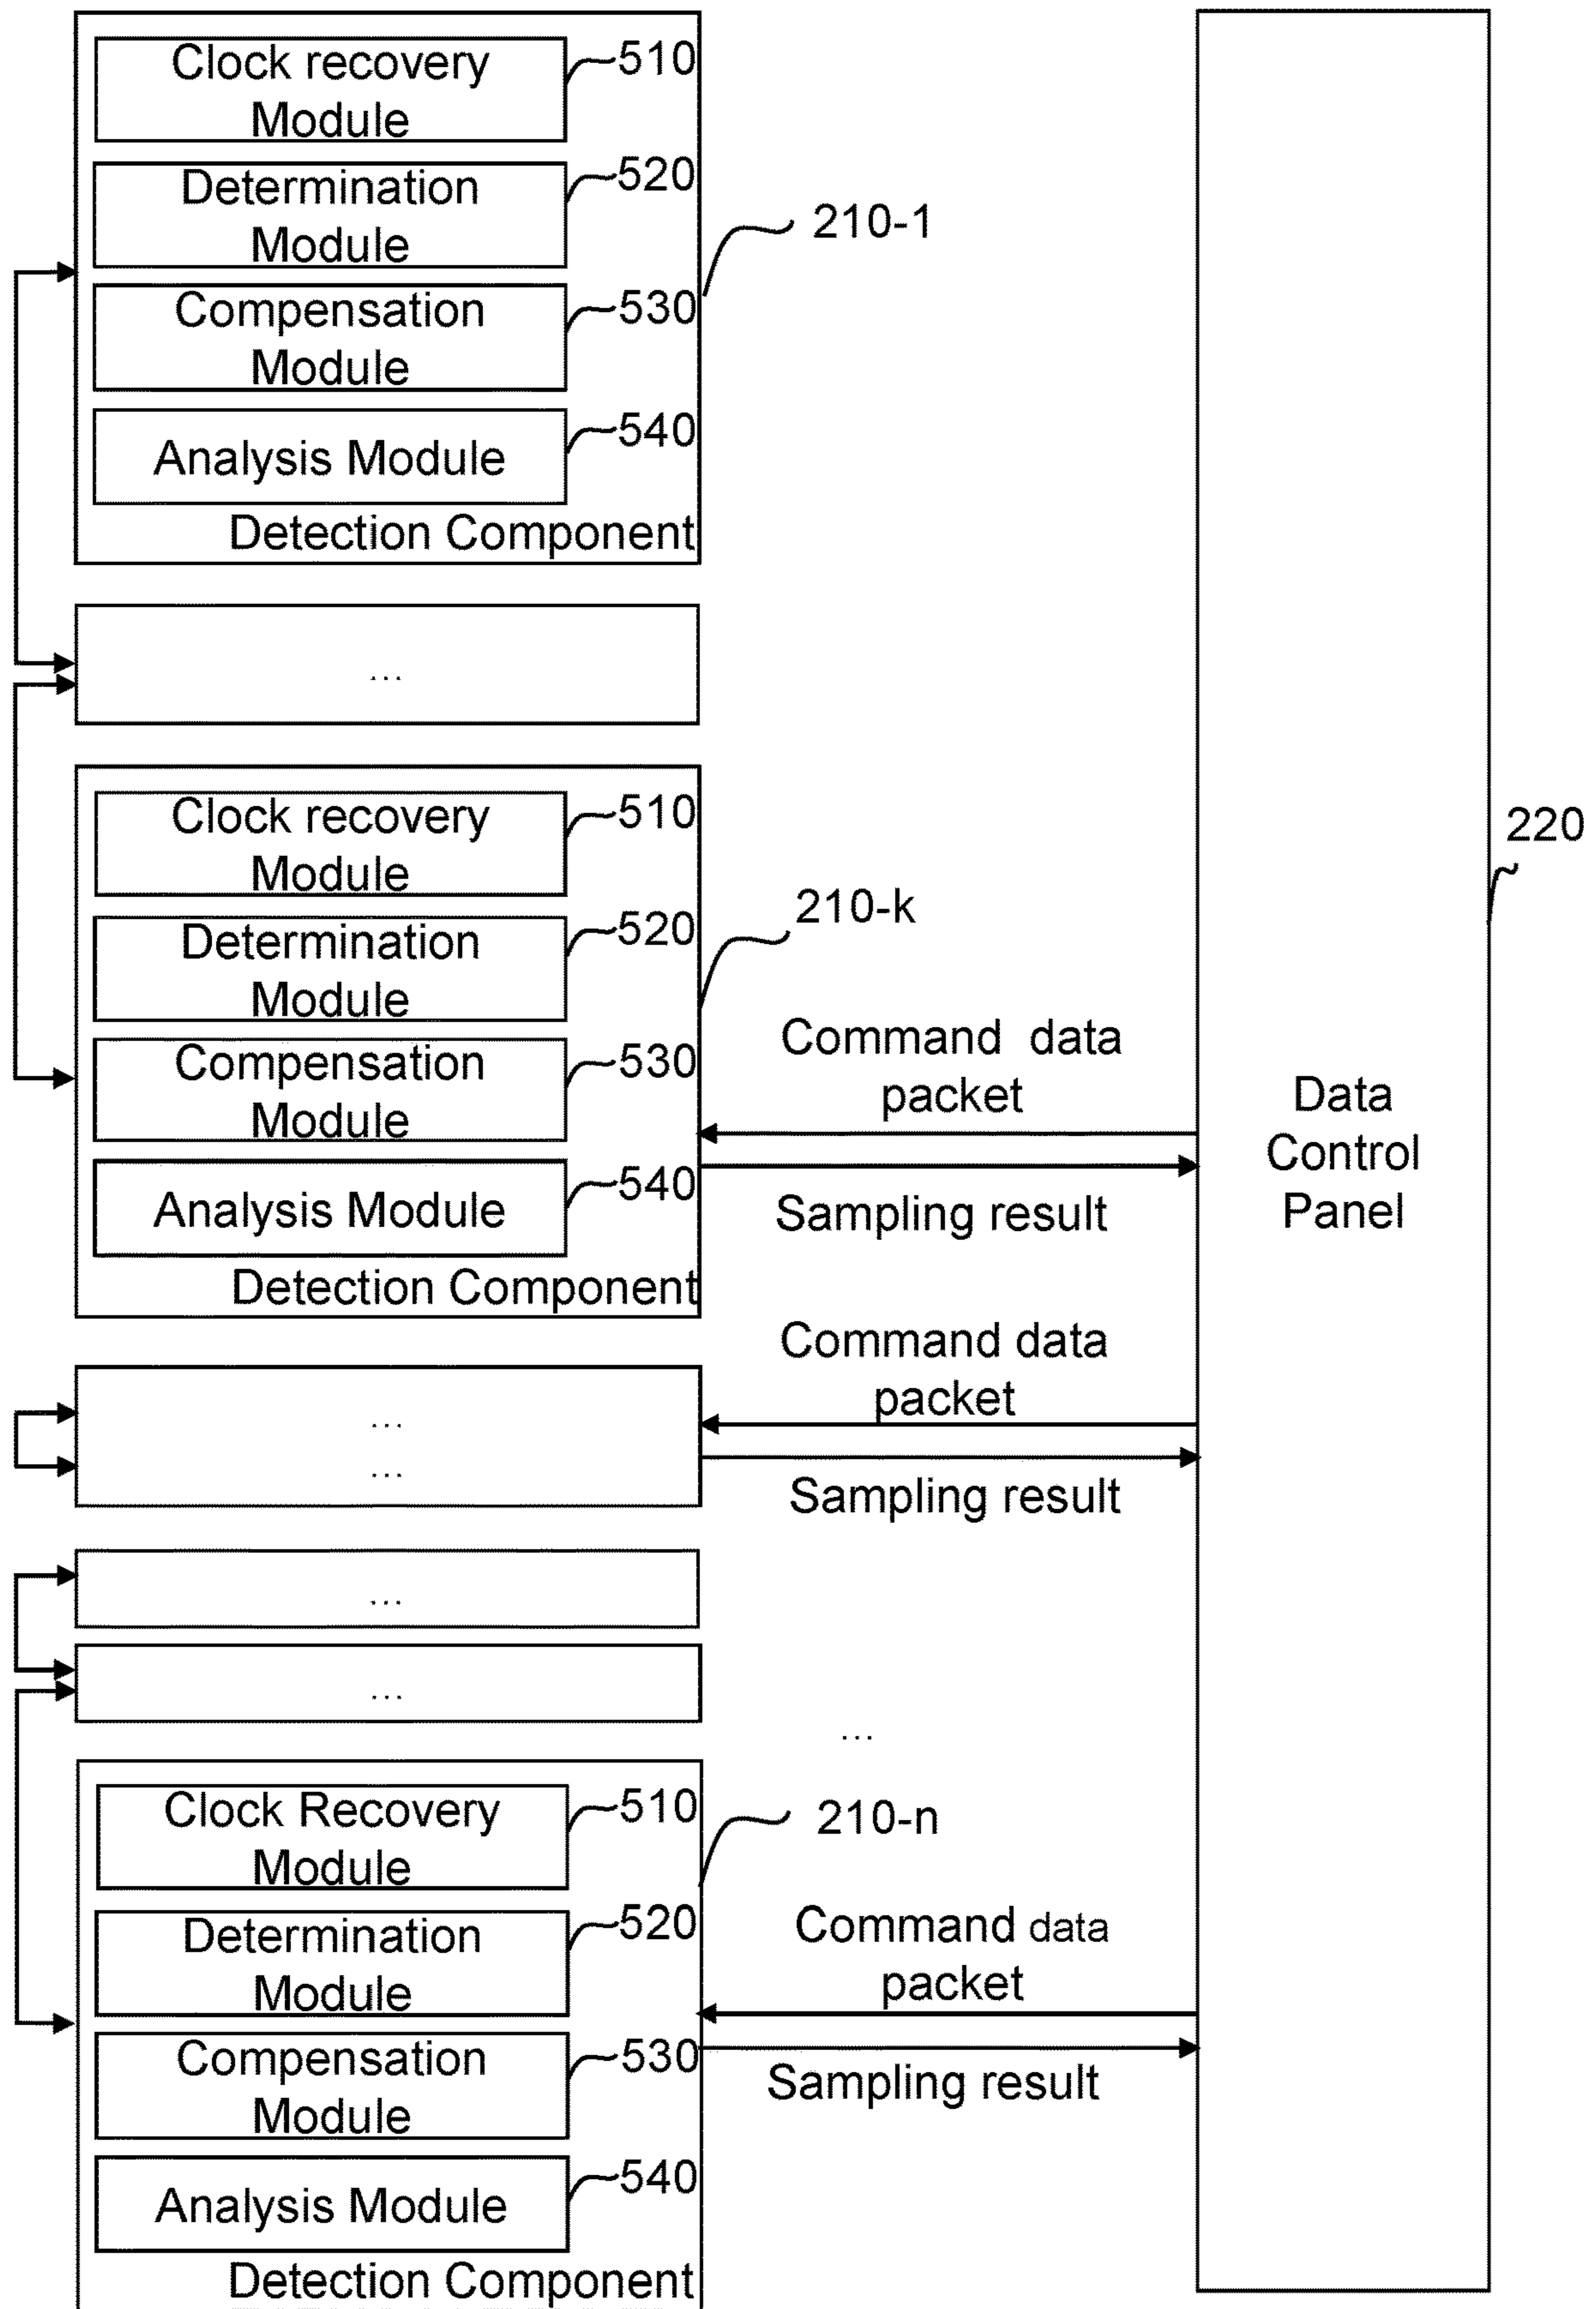 Clock recovery
Module
510
Determination
Module
520
Compensation
Module
530
Analysis Module
540
Detection Component
210-1
...
Clock recovery
Module
510
Determination
Module
520
Compensation
Module
530
Analysis Module
540
Detection Component
210-k
Command data
packet
Sampling result
Data
Control
Panel
220
...
...
Command data
packet
Sampling result
...
...
...
Clock Recovery
Module
510
Determination
Module
520
Compensation
Module
530
Analysis Module
540
Detection Component
210-n
Command data
packet
Sampling result